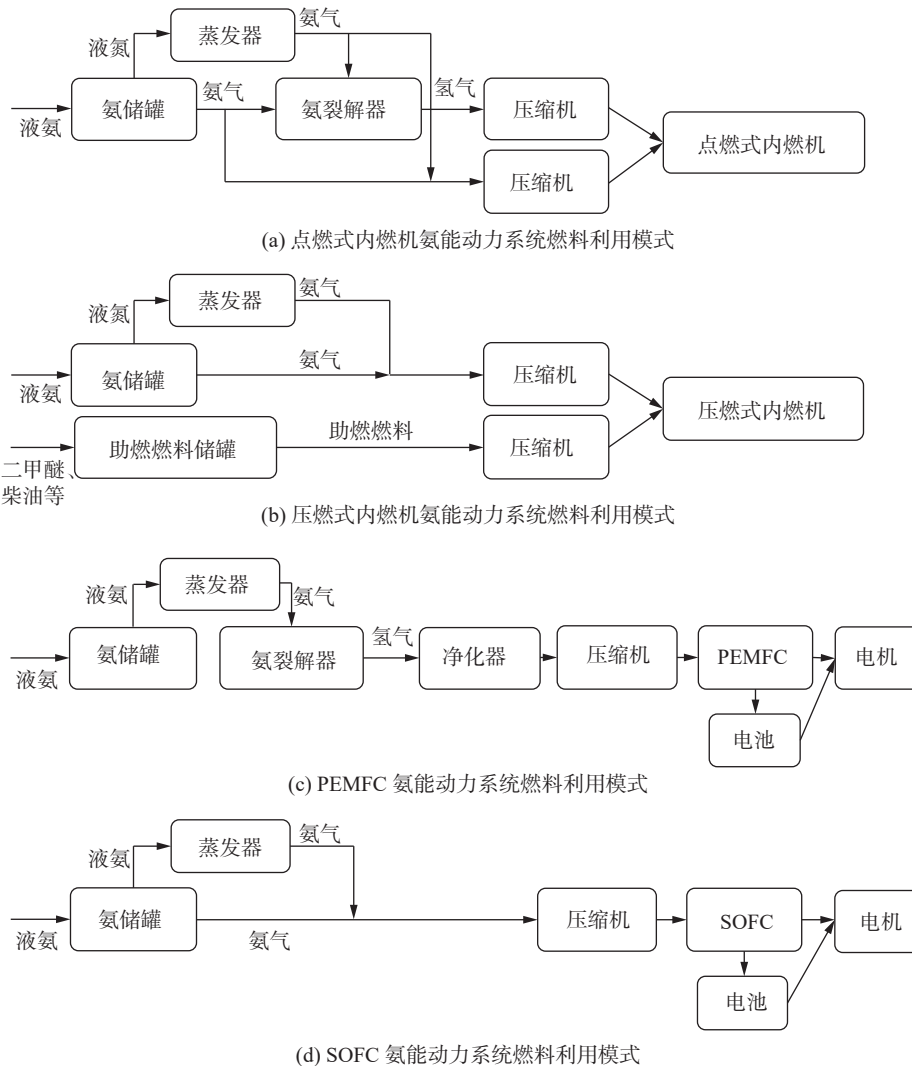 氨气
液氮
蒸发器
氨储罐
氨气
氨裂解器
氢气
压缩机
液氨
压缩机
点燃式内燃机
(a) 点燃式内燃机氨能动力系统燃料利用模式
氨气
液氮
蒸发器
氨储罐
氨气
压缩机
液氨
压燃式内燃机
助燃燃料储罐
助燃燃料
压缩机
二甲醚、
柴油等
(b) 压燃式内燃机氨能动力系统燃料利用模式
液氨
蒸发器
氨气
氨储罐
氨裂解器
氢气
净化器
压缩机
PEMFC
电机
液氨
电池
(c) PEMFC 氨能动力系统燃料利用模式
液氨
蒸发器
氨气
氨储罐
氨气
压缩机
SOFC
电机
液氨
电池
(d) SOFC 氨能动力系统燃料利用模式